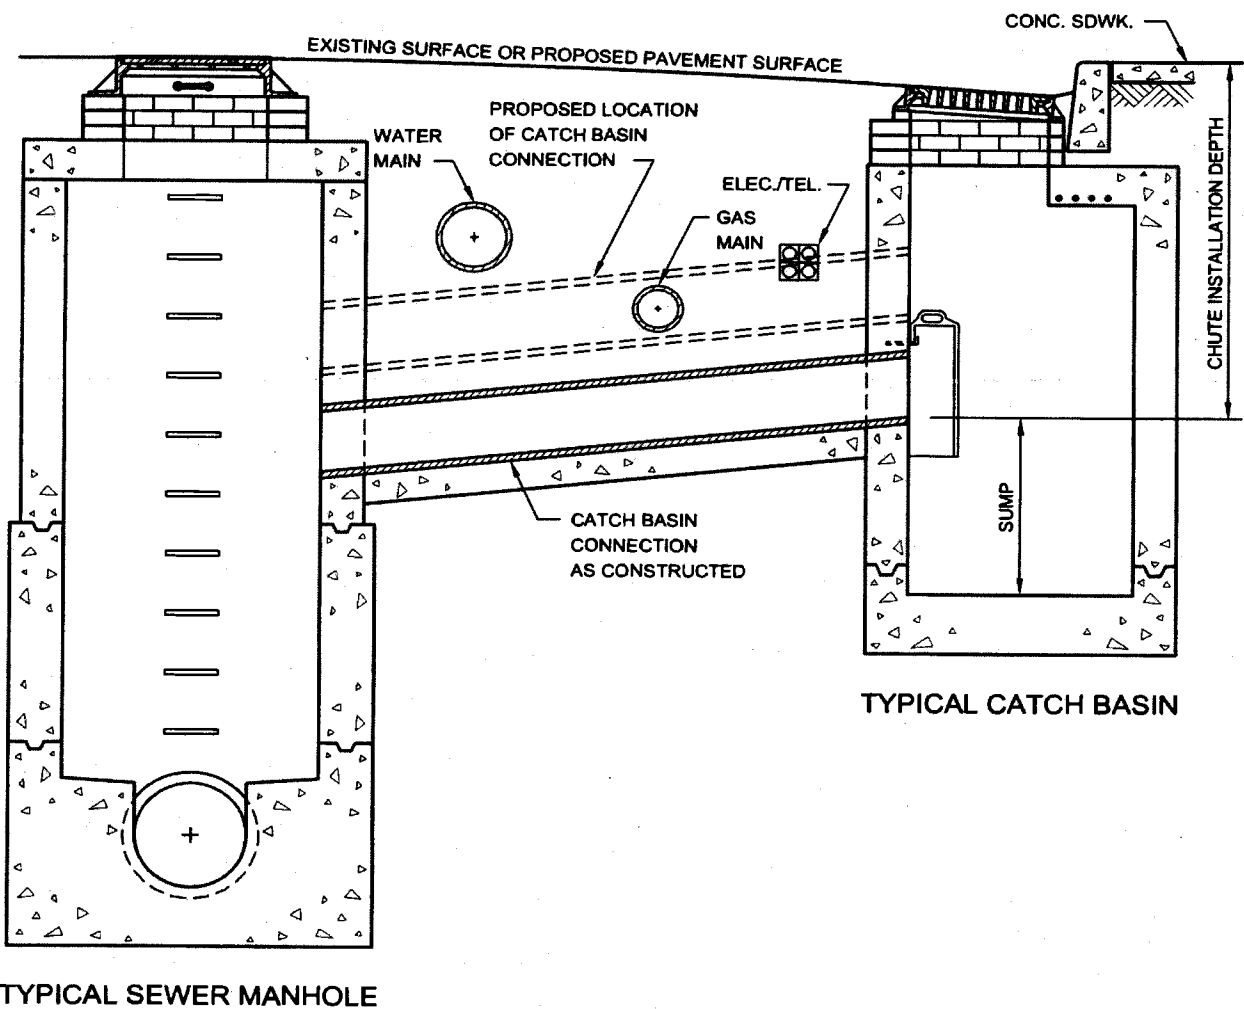 CONC. SDWK.
EXISTING SURFACE OR PROPOSED PAVEMENT SURFACE
PROPOSED LOCATION
OF CATCH BASIN
CONNECTION
WATER
MAIN
ELEC./TEL.
GAS
MAIN
CHUTE INSTALLATION DEPTH
SUMP
CATCH BASIN
CONNECTION
AS CONSTRUCTED
TYPICAL CATCH BASIN
TYPICAL SEWER MANHOLE